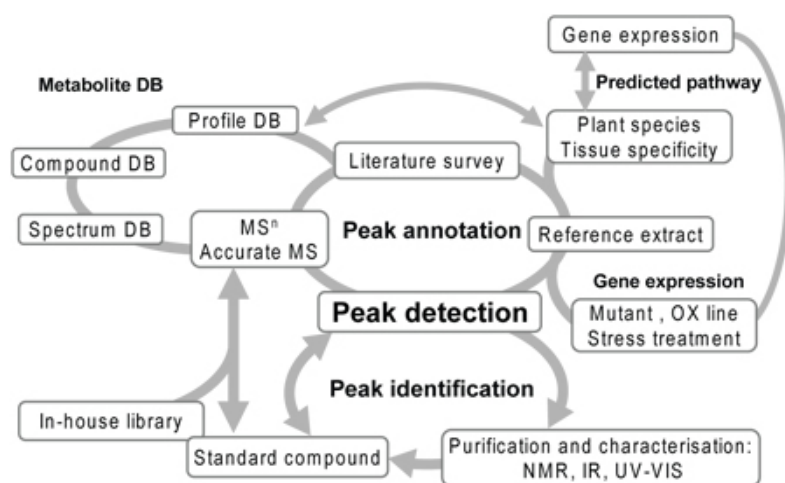 Gene expression
Metabolite DB
Predicted pathway
Profile DB
Plant species
Tissue specificity
Compound DB
Literature survey
Spectrum DB
MSⁿ
Accurate MS
Peak annotation
Reference extract
Gene expression
Peak detection
Mutant , OX line
Stress treatment
Peak identification
In-house library
Standard compound
Purification and characterisation:
NMR, IR, UV-VIS